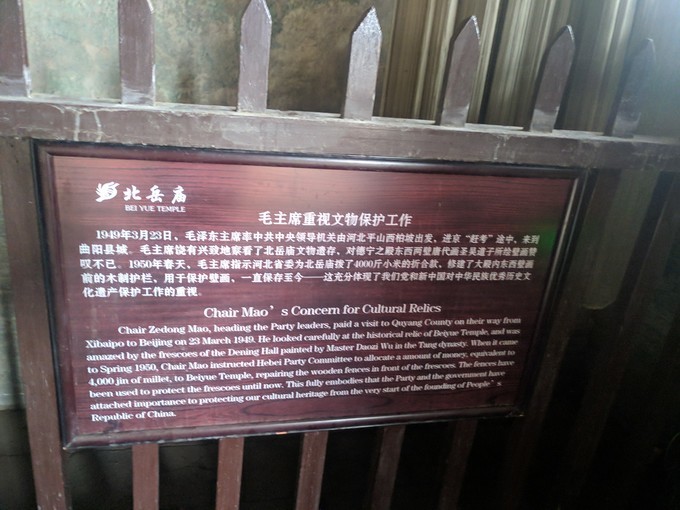 北岳庙
BEI YUE TEMPLE
毛主席重视文物保护工作
1949年3月23日，毛泽东主席率中共中央领导机关由河北平山西柏坡出发，进京“赶考”途中，来到
曲阳县城。毛主席饶有兴致地察看了北岳庙文物遗存，对德宁之殿东西两壁唐代画圣吴道子所绘壁画赞
叹不已。1950年春天，毛主席指示河北省委为北岳庙拨了4000斤小米的折合款，修建了大殿内东西壁画
前的木制护栏，用于保护壁画，一直保存至今——这充分体现了我们党和新中国对中华民族优秀历史文
化遗产保护工作的重视。
Chair Mao’s Concern for Cultural Relics
Chair Zedong Mao, heading the Party leaders, paid a visit to Quyang County on their way from
Xibaipo to Beijing on 23 March 1949. He looked carefully at the historical relic of Beiyue Temple, and was
amazed by the frescoes of the Dening Hall painted by Master Daozi Wu in the Tang dynasty. When it came
to Spring 1950, Chair Mao instructed Hebei Party Committee to allocate a amount of money, equivalent to
4,000 jin of millet, to Beiyue Temple, repairing the wooden fences in front of the frescoes. The fences have
been used to protect the frescoes until now. This fully embodies that the Party and the government have
attached importance to protecting our cultural heritage from the very start of the founding of People’s
Republic of China.